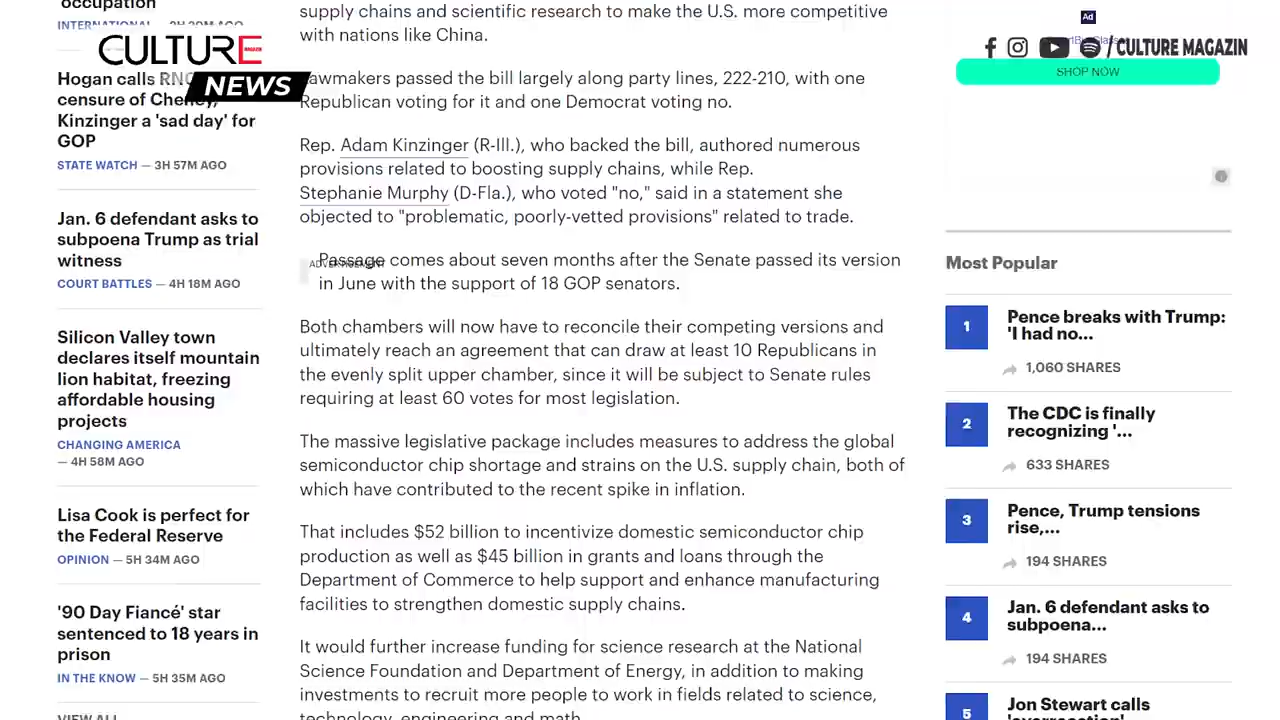 occupation'
INTERNATIONAL — 3H 39M AGO
Hogan calls RNC
censure of Cheney,
Kinzinger a 'sad day' for
GOP
STATE WATCH — 3H 57M AGO
Jan. 6 defendant asks to
subpoena Trump as trial
witness
COURT BATTLES — 4H 18M AGO
Silicon Valley town
declares itself mountain
lion habitat, freezing
affordable housing
projects
CHANGING AMERICA
— 4H 58M AGO
Lisa Cook is perfect for
the Federal Reserve
OPINION — 5H 34M AGO
'90 Day Fiancé' star
sentenced to 18 years in
prison
IN THE KNOW — 5H 35M AGO
VIEW ALL
CULTURE
NEWS
supply chains and scientific research to make the U.S. more competitive
with nations like China.
Lawmakers passed the bill largely along party lines, 222-210, with one
Republican voting for it and one Democrat voting no.
Rep. Adam Kinzinger (R-Ill.), who backed the bill, authored numerous
provisions related to boosting supply chains, while Rep.
Stephanie Murphy (D-Fla.), who voted "no," said in a statement she
objected to "problematic, poorly-vetted provisions" related to trade.
ADVERTISEMENT
Passage comes about seven months after the Senate passed its version
in June with the support of 18 GOP senators.
Both chambers will now have to reconcile their competing versions and
ultimately reach an agreement that can draw at least 10 Republicans in
the evenly split upper chamber, since it will be subject to Senate rules
requiring at least 60 votes for most legislation.
The massive legislative package includes measures to address the global
semiconductor chip shortage and strains on the U.S. supply chain, both of
which have contributed to the recent spike in inflation.
That includes $52 billion to incentivize domestic semiconductor chip
production as well as $45 billion in grants and loans through the
Department of Commerce to help support and enhance manufacturing
facilities to strengthen domestic supply chains.
It would further increase funding for science research at the National
Science Foundation and Department of Energy, in addition to making
investments to recruit more people to work in fields related to science,
technology, engineering and math.
Ad
/ CULTURE MAGAZIN
SHOP NOW
Most Popular
1
Pence breaks with Trump:
'I had no...
1,060 SHARES
2
The CDC is finally
recognizing '...
633 SHARES
3
Pence, Trump tensions
rise,...
194 SHARES
4
Jan. 6 defendant asks to
subpoena...
194 SHARES
5
Jon Stewart calls
'overreaction'